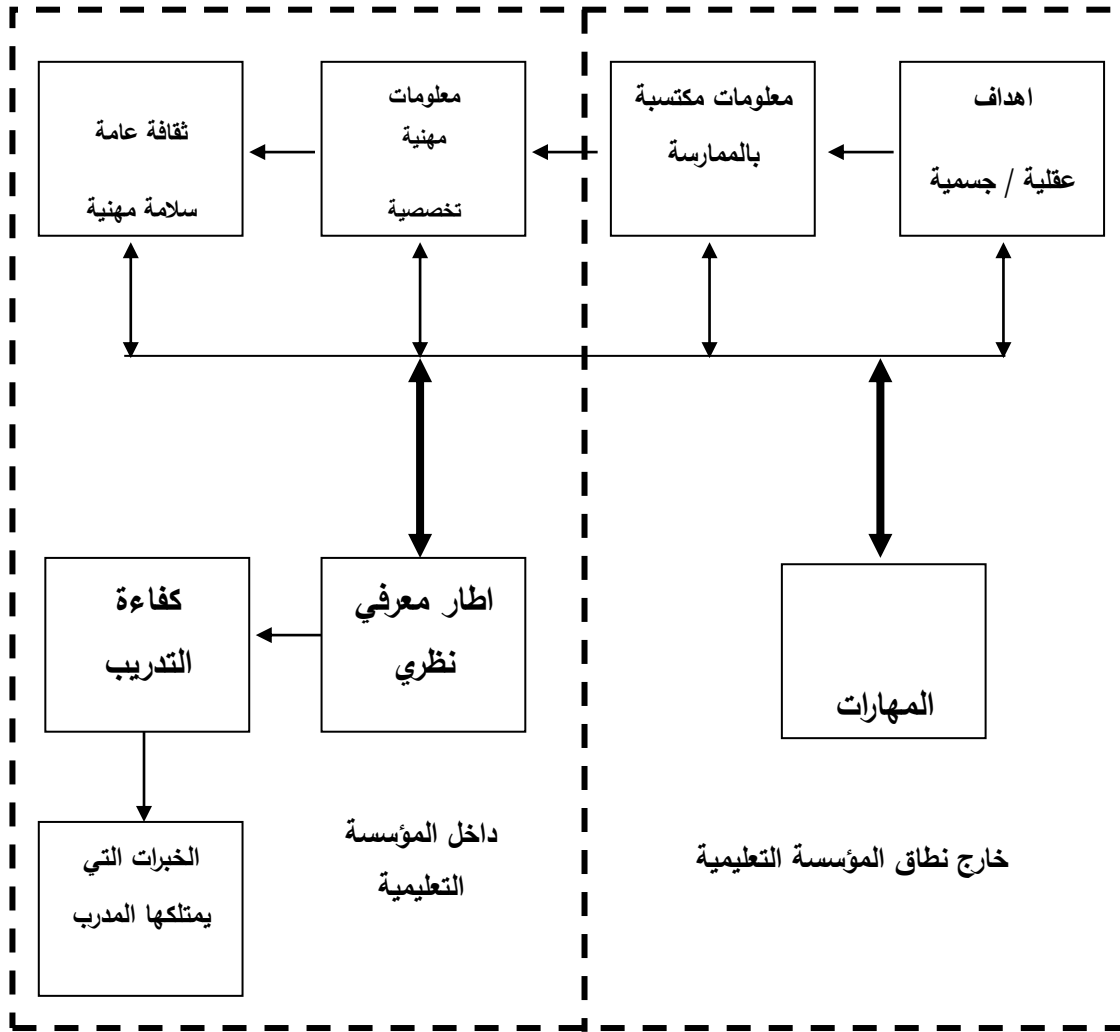 اهداف
عقلية / جسمية
معلومات مكتسبة
بالممارسة
معلومات
مهنية
تخصصية
ثقافة عامة
سلامة مهنية
المهارات
اطار معرفي
نظري
كفاءة
التدريب
الخبرات التي
يمتلكها المدرب
خارج نطاق المؤسسة التعليمية
داخل المؤسسة
التعليمية